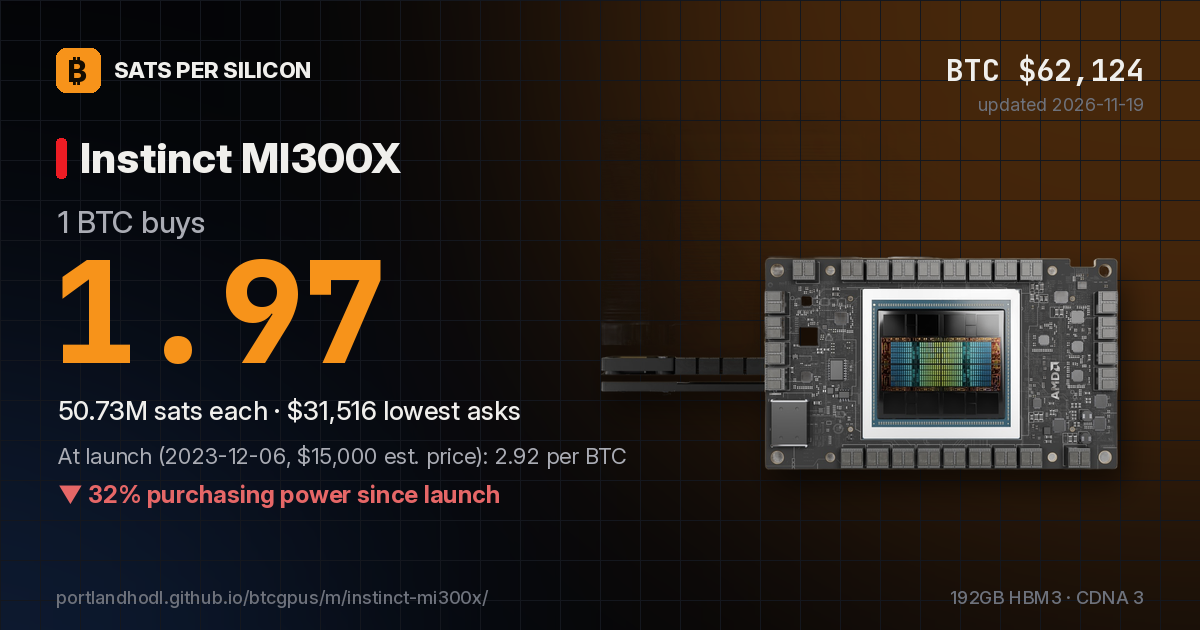 ₿ SATS PER SILICON
BTC $62,124
updated 2026-11-19
Instinct MI300X
1 BTC buys
1.97
50.73M sats each · $31,516 lowest asks
At launch (2023-12-06, $15,000 est. price): 2.92 per BTC
▼ 32% purchasing power since launch
AMD
portlandhodl.github.io/btcgpus/m/instinct-mi300x/
192GB HBM3 · CDNA 3